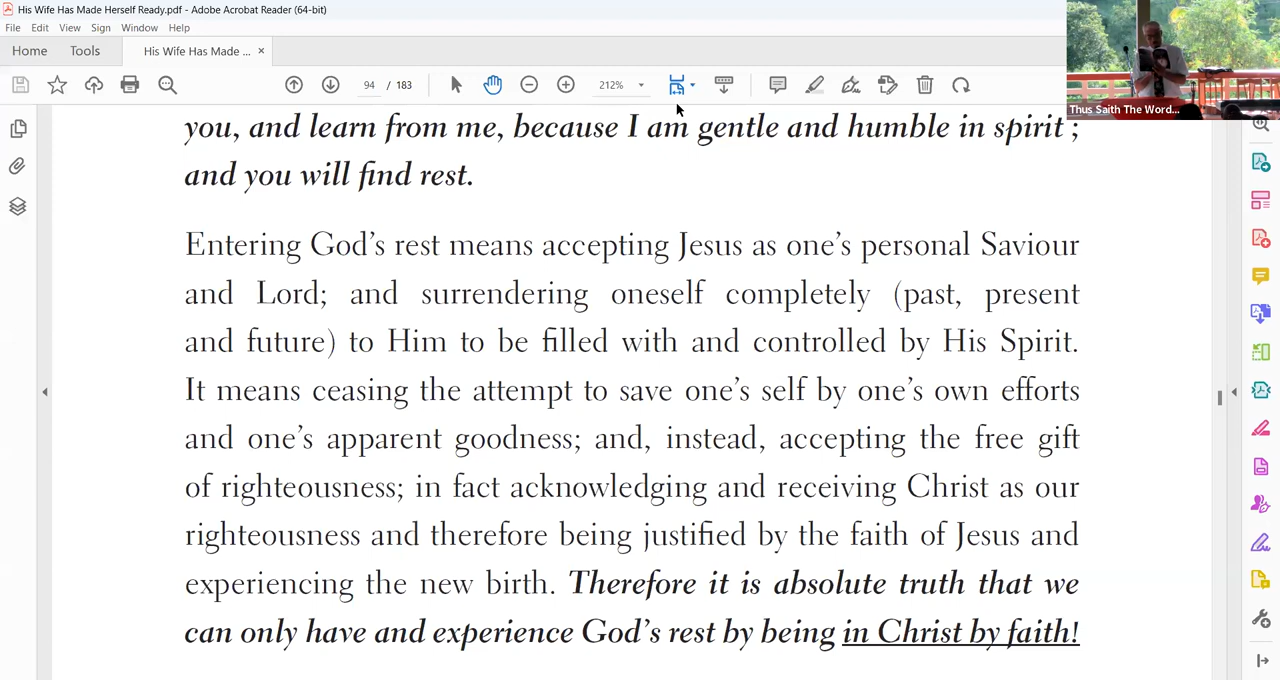 His Wife Has Made Herself Ready.pdf - Adobe Acrobat Reader (64-bit)
File Edit View Sign Window Help
Home Tools His Wife Has Made ... ×
94 / 183 212%
Thus Saith The Word...
you, and learn from me, because I am gentle and humble in spirit ;
and you will find rest.
Entering God’s rest means accepting Jesus as one’s personal Saviour
and Lord; and surrendering oneself completely (past, present
and future) to Him to be filled with and controlled by His Spirit.
It means ceasing the attempt to save one’s self by one’s own efforts
and one’s apparent goodness; and, instead, accepting the free gift
of righteousness; in fact acknowledging and receiving Christ as our
righteousness and therefore being justified by the faith of Jesus and
experiencing the new birth. Therefore it is absolute truth that we
can only have and experience God’s rest by being in Christ by faith!